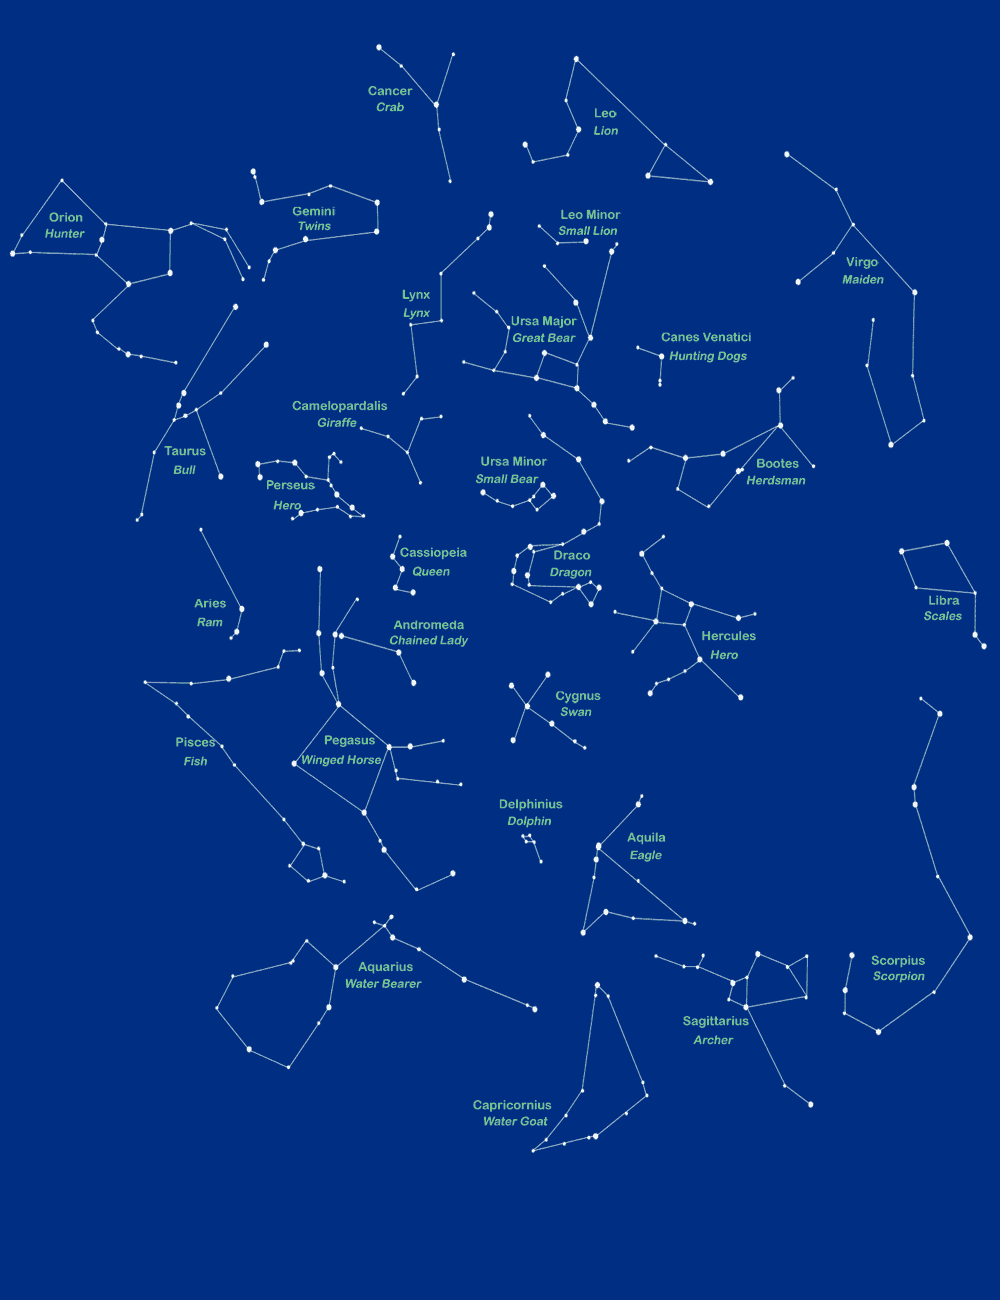 Cancer
Crab
Leo
Lion
Orion
Hunter
Gemini
Twins
Leo Minor
Small Lion
Virgo
Maiden
Lynx
Lynx
Ursa Major
Great Bear
Canes Venatici
Hunting Dogs
Camelopardalis
Giraffe
Taurus
Bull
Perseus
Hero
Ursa Minor
Small Bear
Bootes
Herdsman
Cassiopeia
Queen
Draco
Dragon
Aries
Ram
Andromeda
Chained Lady
Hercules
Hero
Libra
Scales
Cygnus
Swan
Pisces
Fish
Pegasus
Winged Horse
Delphinius
Dolphin
Aquila
Eagle
Aquarius
Water Bearer
Scorpius
Scorpion
Sagittarius
Archer
Capricornius
Water Goat